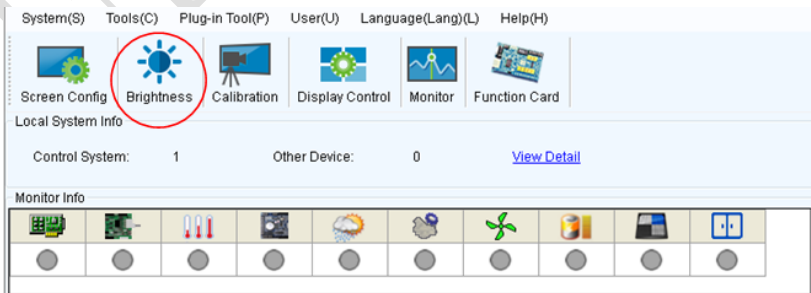 System(S) Tools(C) Plug-in Tool(P) User(U) Language(Lang)(L) Help(H)
Screen Config Brightness Calibration Display Control Monitor Function Card
Local System Info
Control System: 1 Other Device: 0 View Detail
Monitor Info